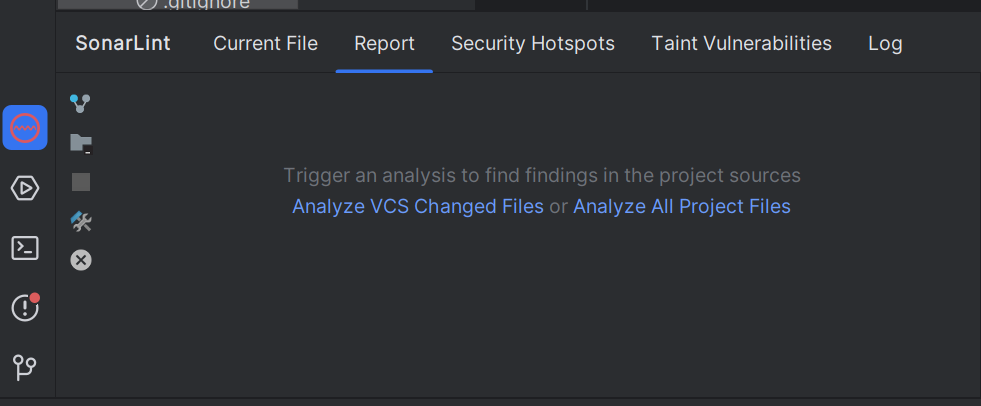 .gitignore
SonarLint Current File Report Security Hotspots Taint Vulnerabilities Log
Trigger an analysis to find findings in the project sources
Analyze VCS Changed Files or Analyze All Project Files